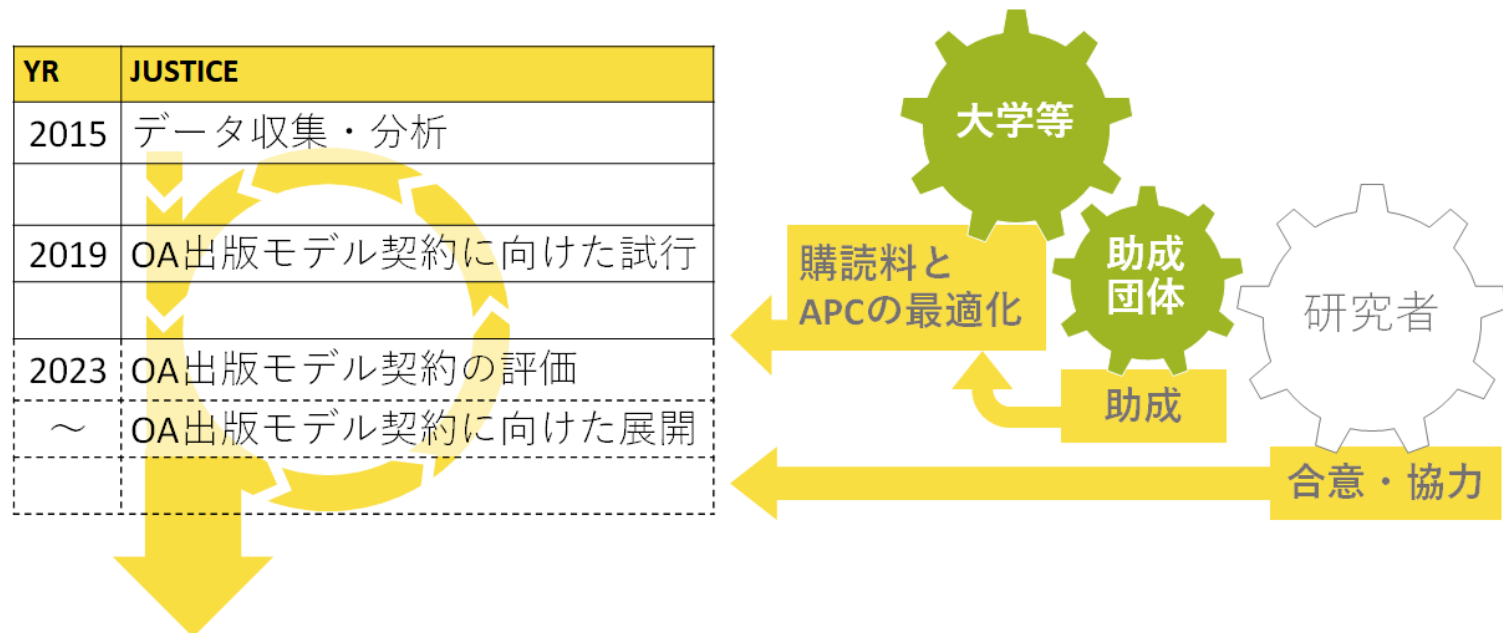 YR JUSTICE
2015 データ収集・分析
2019 OA出版モデル契約に向けた試行
2023 OA出版モデル契約の評価
～ OA出版モデル契約に向けた展開
大学等
助成
団体
研究者
購読料と
APCの最適化
助成
合意・協力